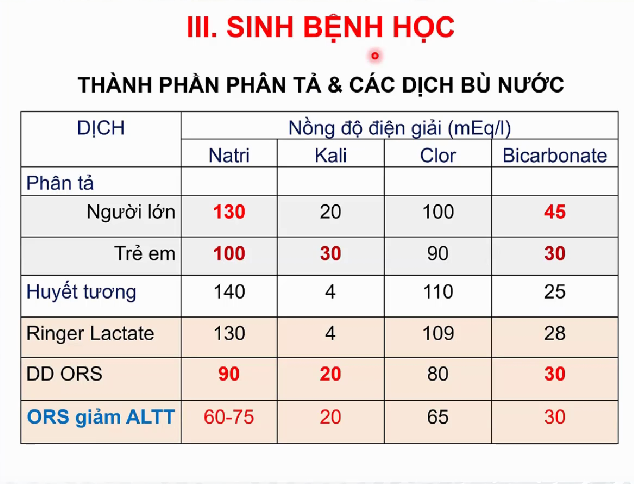 III. SINH BỆNH HỌC
THÀNH PHẦN PHÂN TẢ & CÁC DỊCH BÙ NƯỚC
DỊCH Nồng độ điện giải (mEq/l)
Natri Kali Clor Bicarbonate
Phân tả
Người lớn 130 20 100 45
Trẻ em 100 30 90 30
Huyết tương 140 4 110 25
Ringer Lactate 130 4 109 28
DD ORS 90 20 80 30
ORS giảm ALTT 60-75 20 65 30